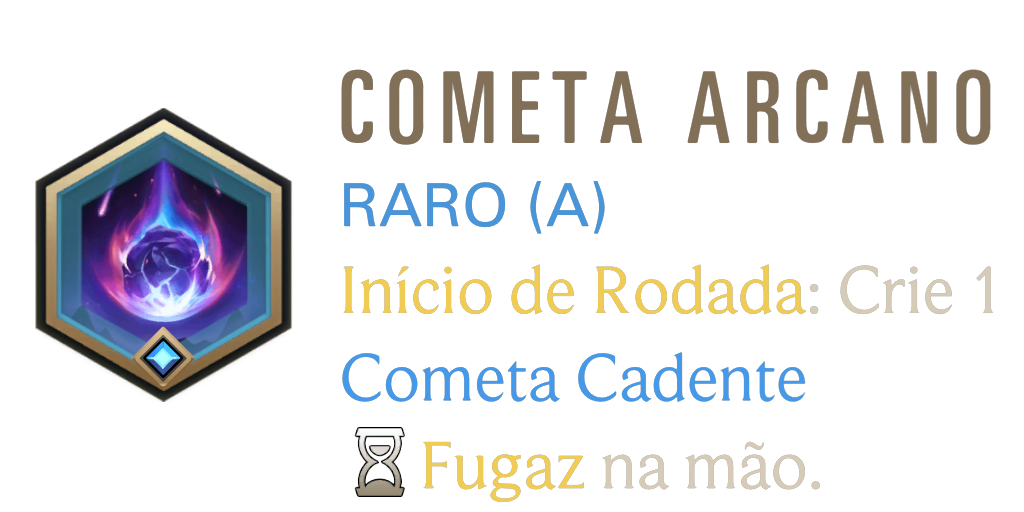 COMETA ARCANO
RARO (A)
Início de Rodada: Crie 1
Cometa Cadente
Fugaz na mão.